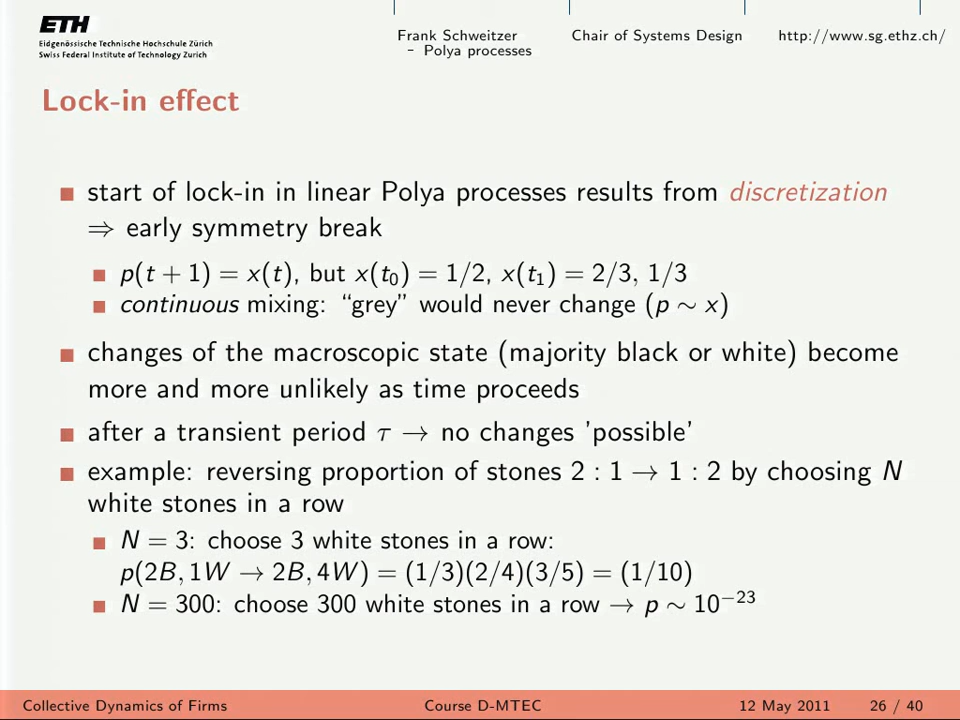 ETH
Eidgenössische Technische Hochschule Zürich
Swiss Federal Institute of Technology Zurich
Frank Schweitzer
- Polya processes
Chair of Systems Design
http://www.sg.ethz.ch/
Lock-in effect
start of lock-in in linear Polya processes results from discretization
⇒ early symmetry break
p(t + 1) = x(t), but x(t₀) = 1/2, x(t₁) = 2/3, 1/3
continuous mixing: “grey” would never change (p ∼ x)
changes of the macroscopic state (majority black or white) become
more and more unlikely as time proceeds
after a transient period τ → no changes 'possible'
example: reversing proportion of stones 2 : 1 → 1 : 2 by choosing N
white stones in a row
N = 3: choose 3 white stones in a row:
p(2B, 1W → 2B, 4W) = (1/3)(2/4)(3/5) = (1/10)
N = 300: choose 300 white stones in a row → p ∼ 10⁻²³
Collective Dynamics of Firms
Course D-MTEC
12 May 2011
26 / 40